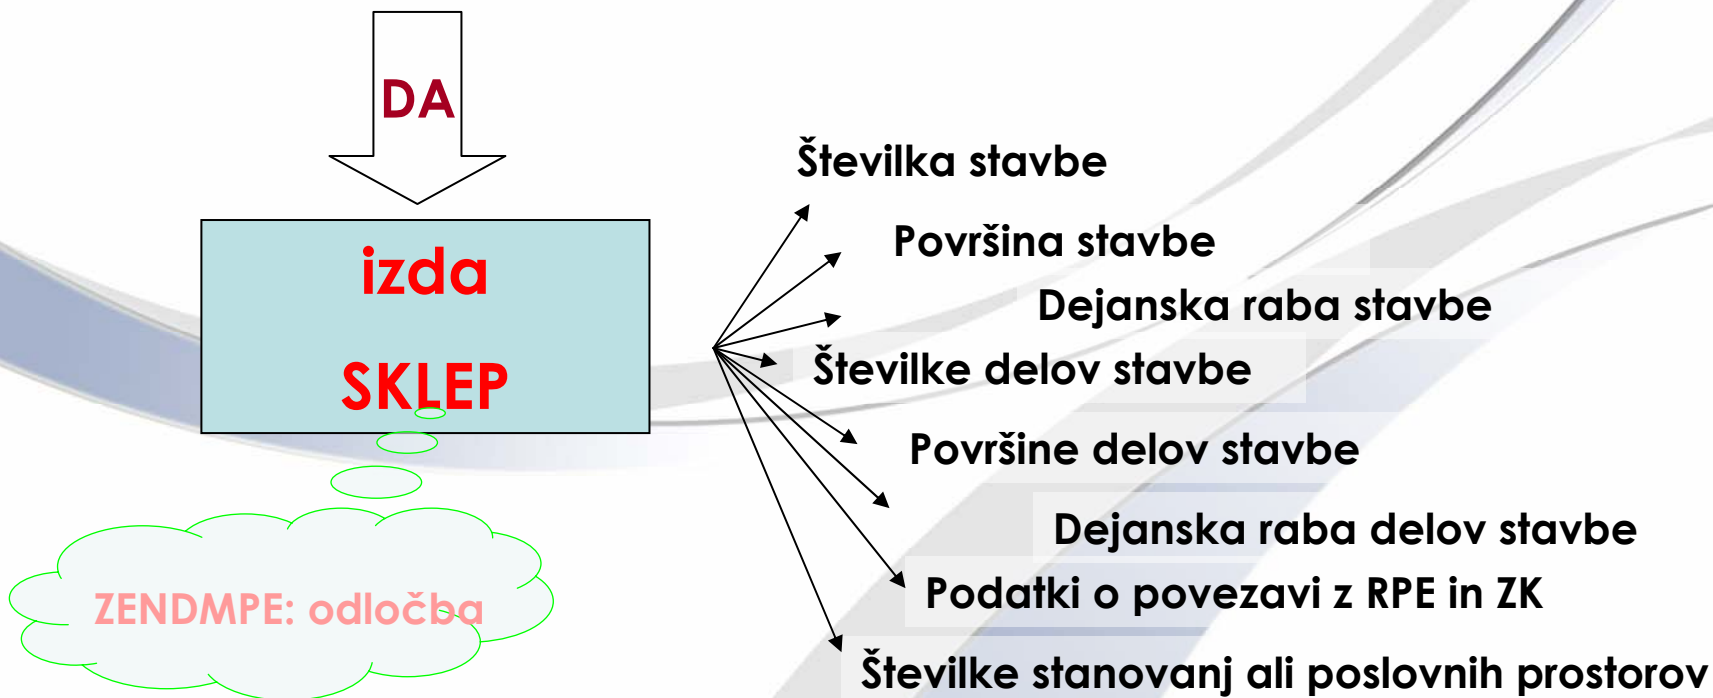 DA
izda
SKLEP
ZENDMPE: odločba
Številka stavbe
Površina stavbe
Dejanska raba stavbe
Številke delov stavbe
Površine delov stavbe
Dejanska raba delov stavbe
Podatki o povezavi z RPE in ZK
Številke stanovanj ali poslovnih prostorov